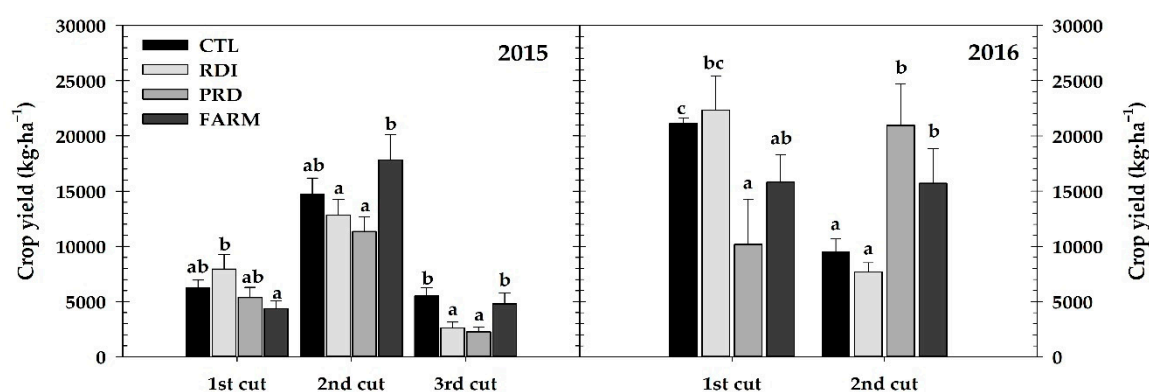 Crop yield (kg·ha⁻¹)
30000
25000
20000
15000
10000
5000
0
CTL
RDI
PRD
FARM
2015
ab
b
ab
a
ab
a
a
b
b
a
a
b
1st cut
2nd cut
3rd cut
2016
c
bc
a
ab
a
a
b
b
1st cut
2nd cut
30000
25000
20000
15000
10000
5000
0
Crop yield (kg·ha⁻¹)